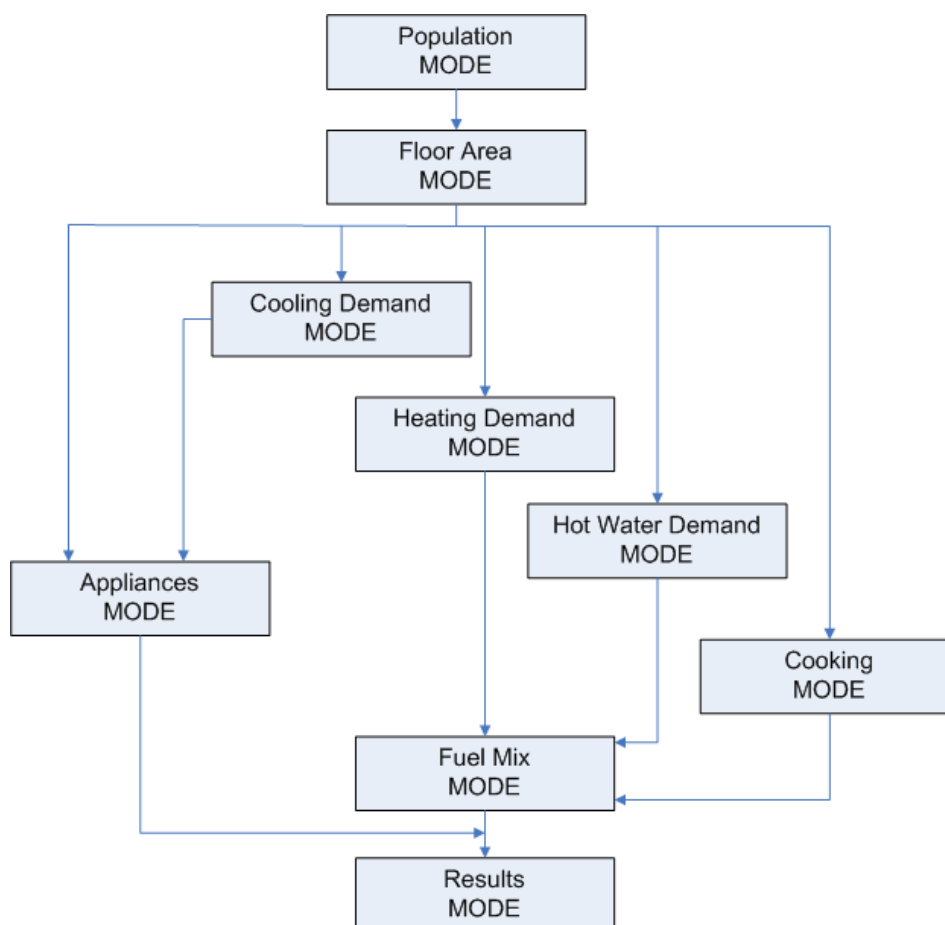 Population
MODE
Floor Area
MODE
Cooling Demand
MODE
Heating Demand
MODE
Hot Water Demand
MODE
Appliances
MODE
Cooking
MODE
Fuel Mix
MODE
Results
MODE